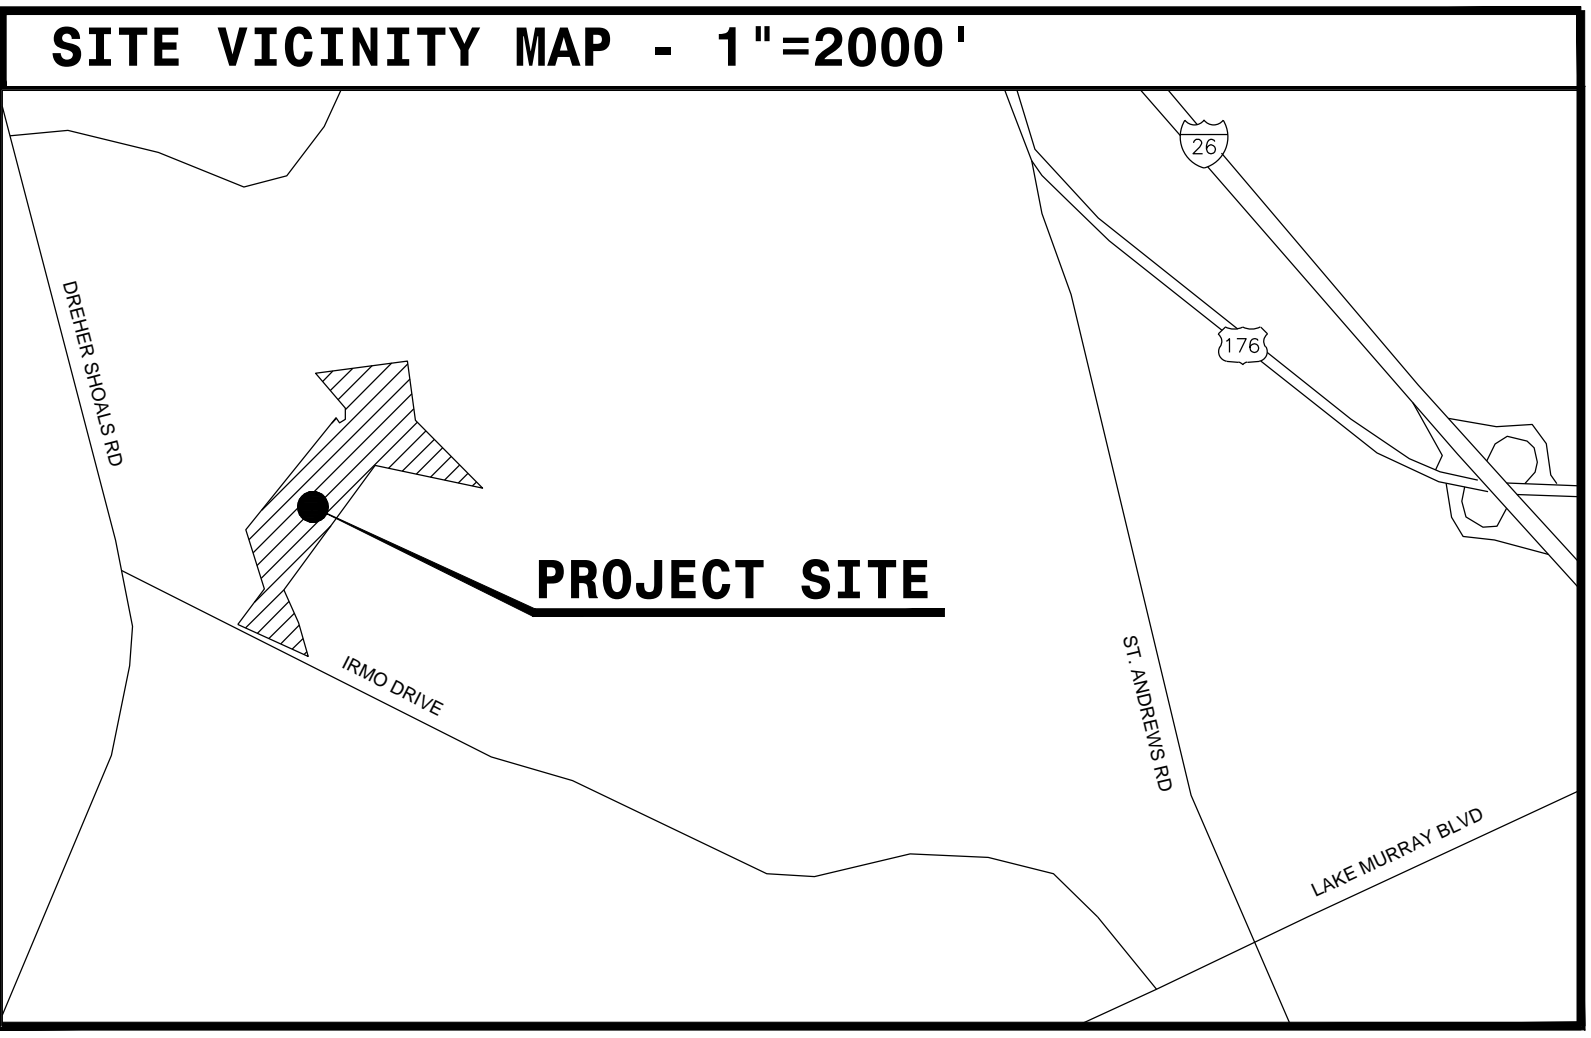 SITE VICINITY MAP - 1"=2000'
26
DREHER SHOALS RD
176
PROJECT SITE
IRMO DRIVE
ST. ANDREWS RD
LAKE MURRAY BLVD